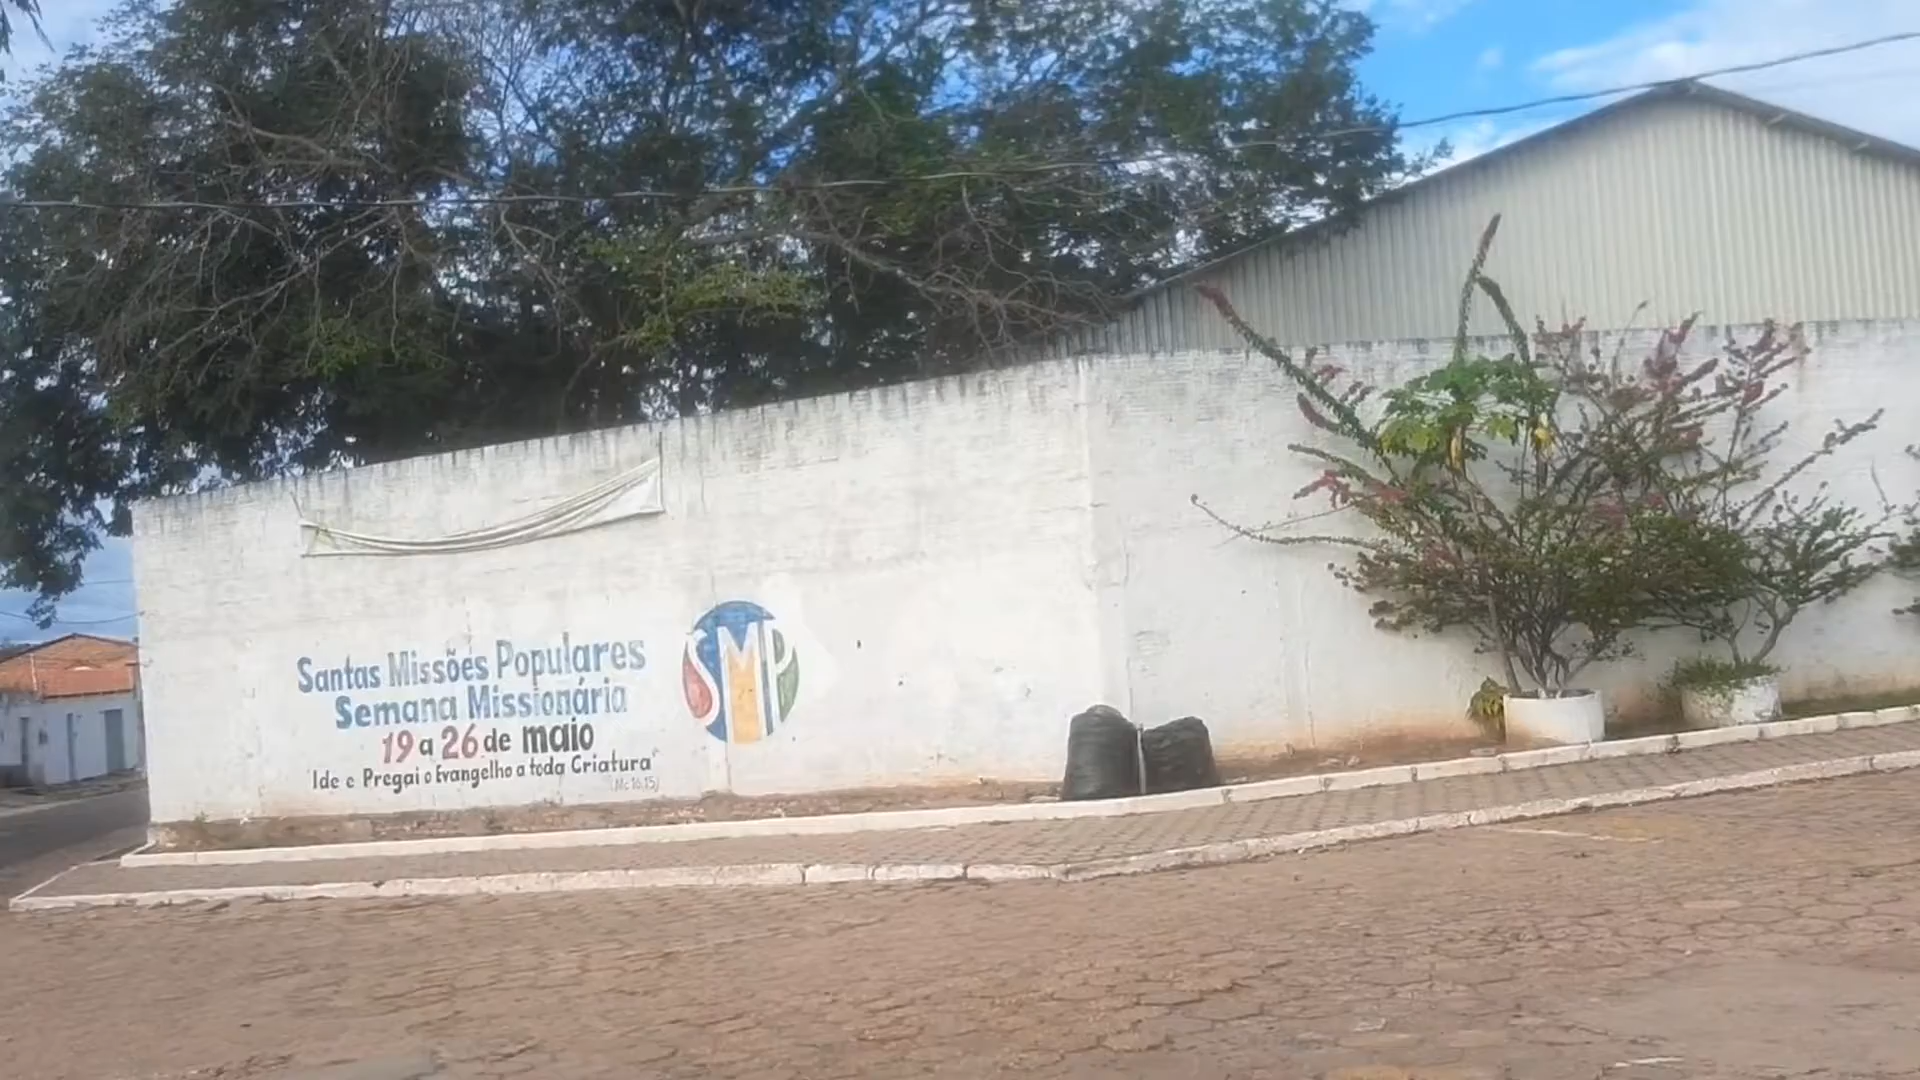 Santas Missões Populares
Semana Missionária
19 a 26 de maio
"Ide e Pregai o Evangelho a toda Criatura"
(Mc 16,15)
SMP